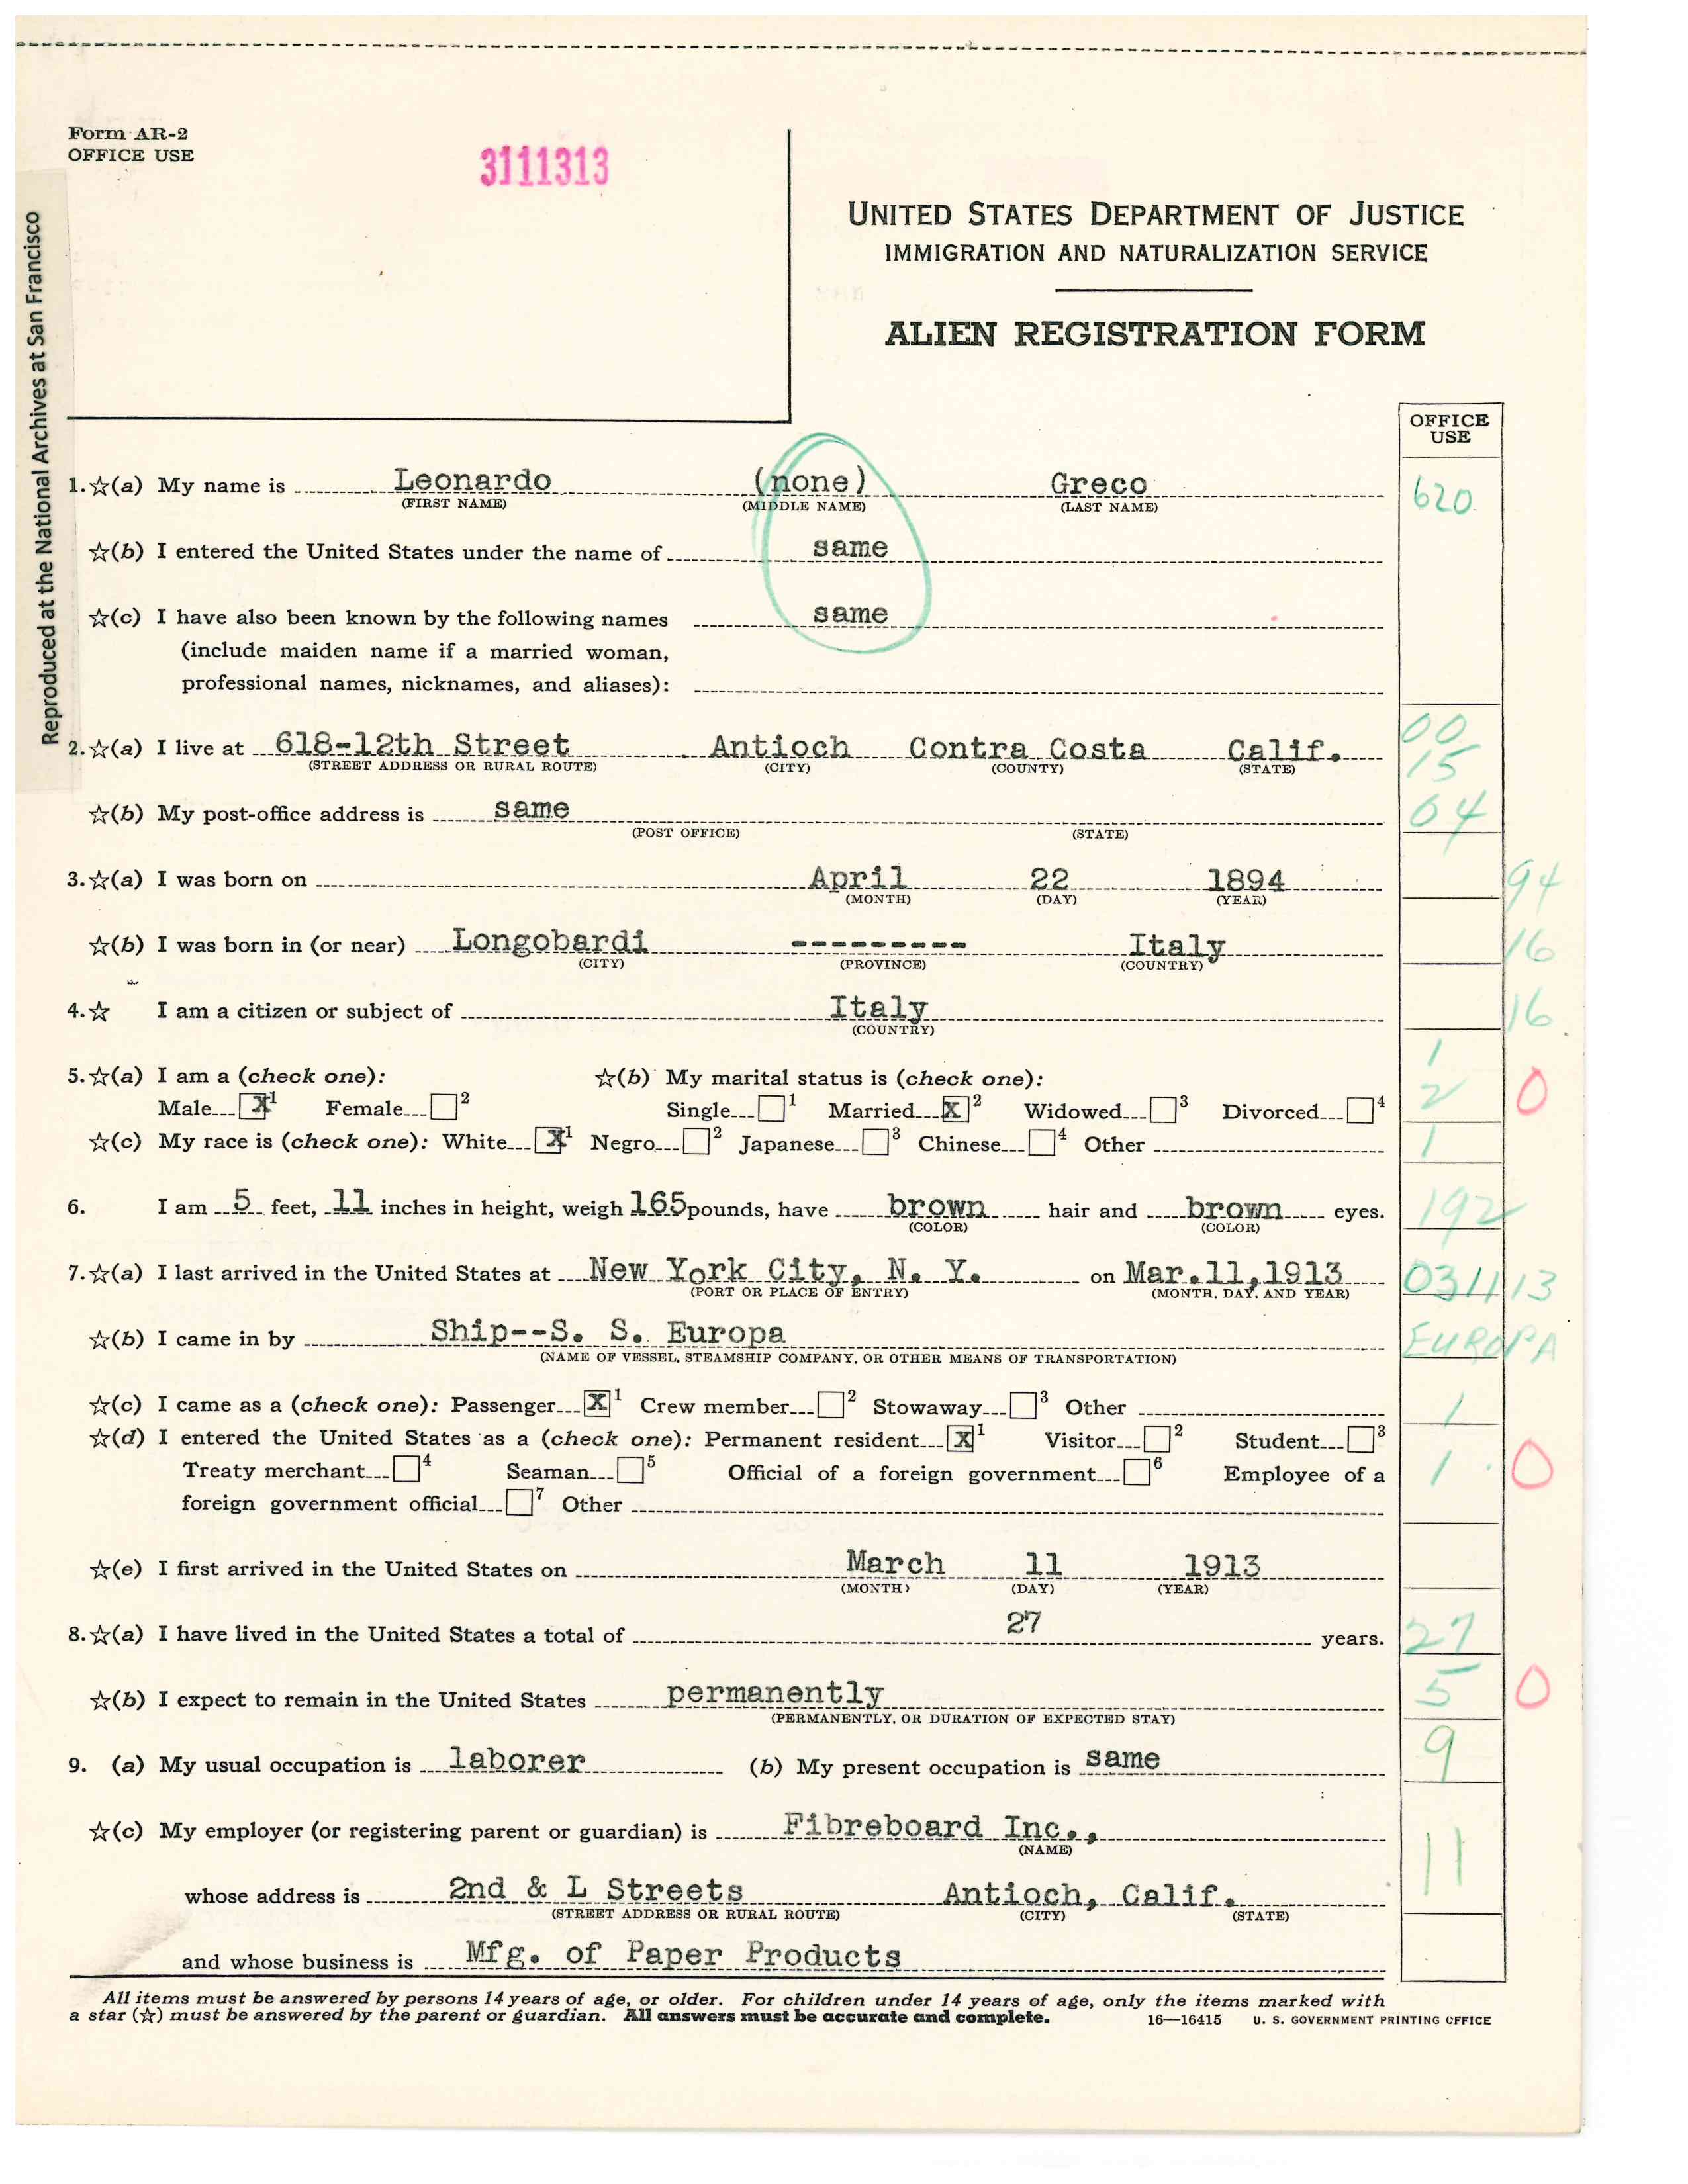 Form AR-2
OFFICE USE
3111313
Reproduced at the National Archives at San Francisco
UNITED STATES DEPARTMENT OF JUSTICE
IMMIGRATION AND NATURALIZATION SERVICE
ALIEN REGISTRATION FORM
OFFICE USE
1. ☆(a) My name is Leonardo (none) Greco 620
(FIRST NAME) (MIDDLE NAME) (LAST NAME)
☆(b) I entered the United States under the name of same
☆(c) I have also been known by the following names same
(include maiden name if a married woman,
professional names, nicknames, and aliases):
2. ☆(a) I live at 618-12th Street Antioch Contra Costa Calif. 00 15
(STREET ADDRESS OR RURAL ROUTE) (CITY) (COUNTY) (STATE)
☆(b) My post-office address is same 04
(POST OFFICE) (STATE)
3. ☆(a) I was born on April 22 1894 94
(MONTH) (DAY) (YEAR)
☆(b) I was born in (or near) Longobardi --------- Italy 16
(CITY) (PROVINCE) (COUNTRY)
4. ☆ I am a citizen or subject of Italy 16
(COUNTRY)
5. ☆(a) I am a (check one): ☆(b) My marital status is (check one): 1
Male X 1 Female 2 Single 1 Married X 2 Widowed 3 Divorced 4 2 0
☆(c) My race is (check one): White X 1 Negro 2 Japanese 3 Chinese 4 Other 1
6. I am 5 feet, 11 inches in height, weigh 165 pounds, have brown hair and brown eyes. 192
(COLOR) (COLOR)
7. ☆(a) I last arrived in the United States at New York City, N. Y. on Mar.11,1913 031113
(PORT OR PLACE OF ENTRY) (MONTH, DAY, AND YEAR)
☆(b) I came in by Ship--S. S. Europa EUROPA
(NAME OF VESSEL, STEAMSHIP COMPANY, OR OTHER MEANS OF TRANSPORTATION)
☆(c) I came as a (check one): Passenger X 1 Crew member 2 Stowaway 3 Other 1
☆(d) I entered the United States as a (check one): Permanent resident X 1 Visitor 2 Student 3
Treaty merchant 4 Seaman 5 Official of a foreign government 6 Employee of a 1 0
foreign government official 7 Other
☆(e) I first arrived in the United States on March 11 1913
(MONTH) (DAY) (YEAR)
8. ☆(a) I have lived in the United States a total of 27 years. 27
☆(b) I expect to remain in the United States permanently 5 0
(PERMANENTLY, OR DURATION OF EXPECTED STAY)
9. (a) My usual occupation is laborer (b) My present occupation is same 9
☆(c) My employer (or registering parent or guardian) is Fibreboard Inc., 11
(NAME)
whose address is 2nd & L Streets Antioch, Calif.
(STREET ADDRESS OR RURAL ROUTE) (CITY) (STATE)
and whose business is Mfg. of Paper Products
All items must be answered by persons 14 years of age, or older. For children under 14 years of age, only the items marked with
a star (☆) must be answered by the parent or guardian. All answers must be accurate and complete. 16—16415 U. S. GOVERNMENT PRINTING OFFICE